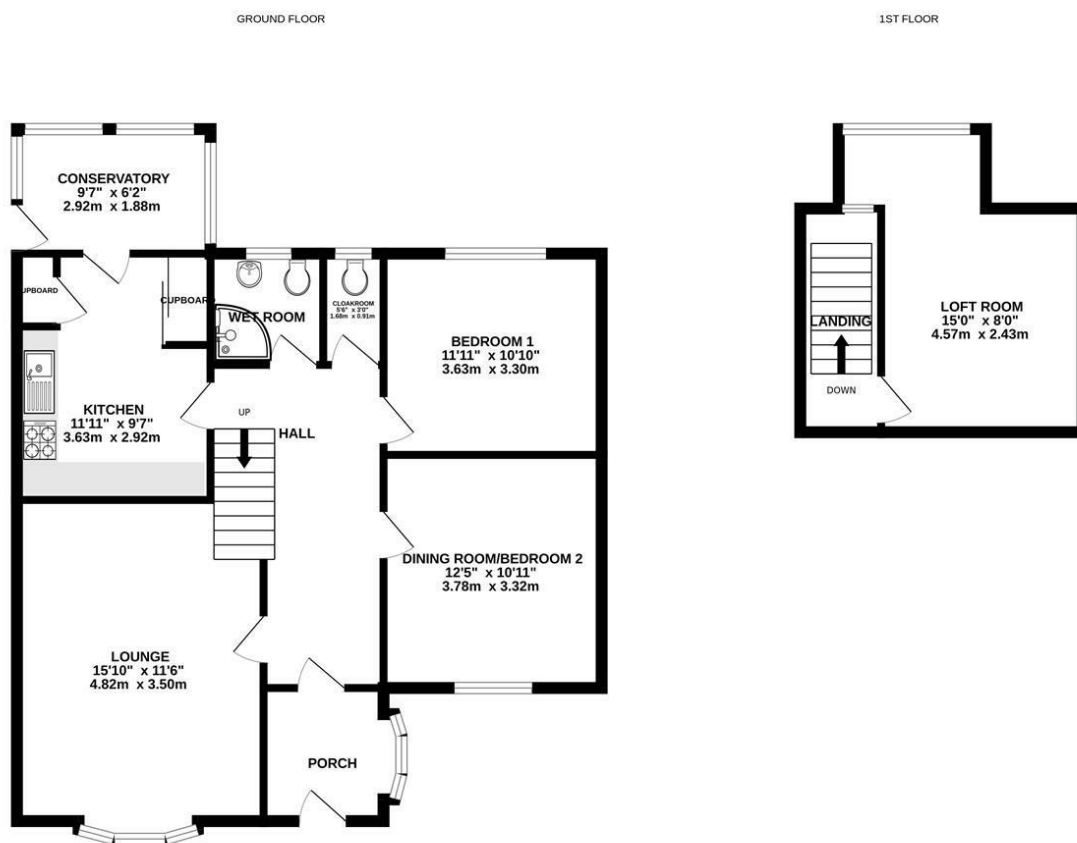 GROUND FLOOR
1ST FLOOR
CONSERVATORY
9'7" x 6'2"
2.92m x 1.88m
UPBOARD
CUPBOARD
WET ROOM
CLOAKROOM
5'6" x 3'0"
1.68m x 0.91m
BEDROOM 1
11'11" x 10'10"
3.63m x 3.30m
KITCHEN
11'11" x 9'7"
3.63m x 2.92m
UP
HALL
DINING ROOM/BEDROOM 2
12'5" x 10'11"
3.78m x 3.32m
LOUNGE
15'10" x 11'6"
4.82m x 3.50m
PORCH
LANDING
DOWN
LOFT ROOM
15'0" x 8'0"
4.57m x 2.43m